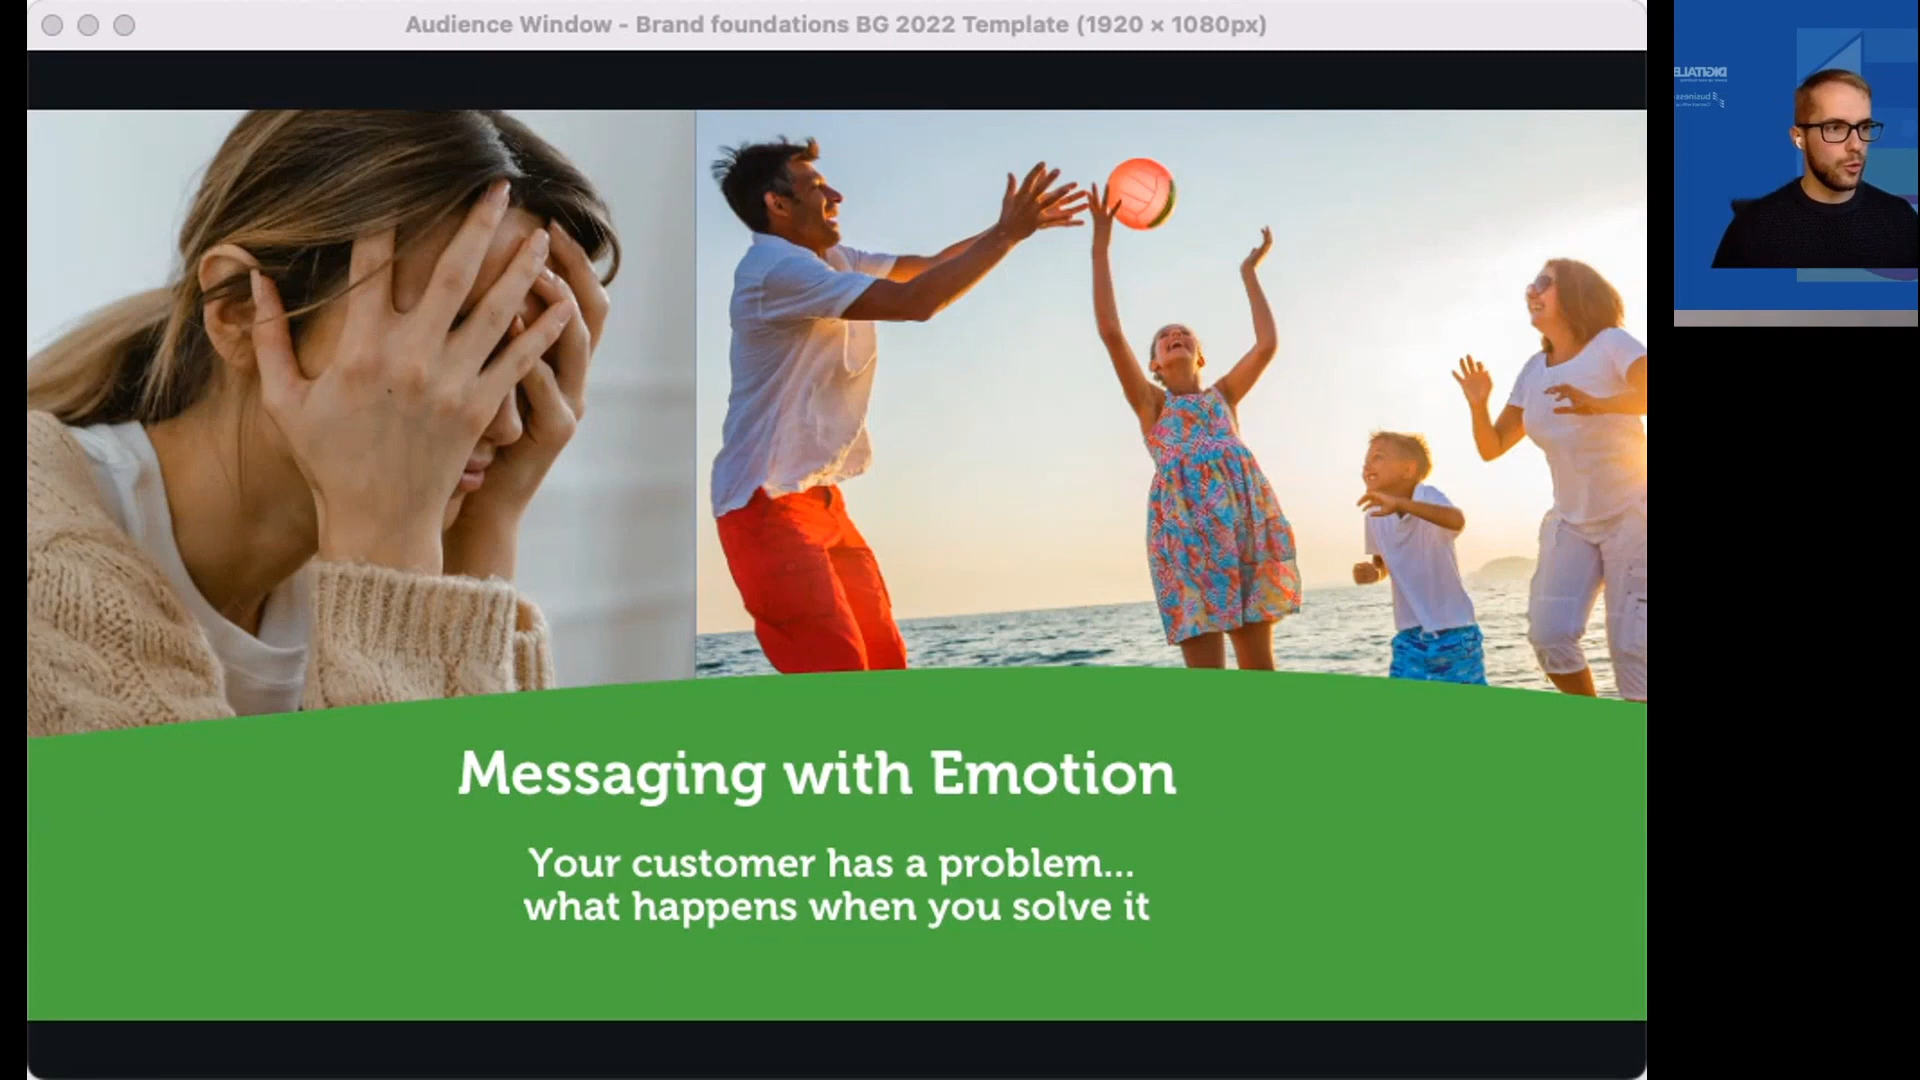 Audience Window - Brand foundations BG 2022 Template (1920 × 1080px)
Messaging with Emotion
Your customer has a problem...
what happens when you solve it